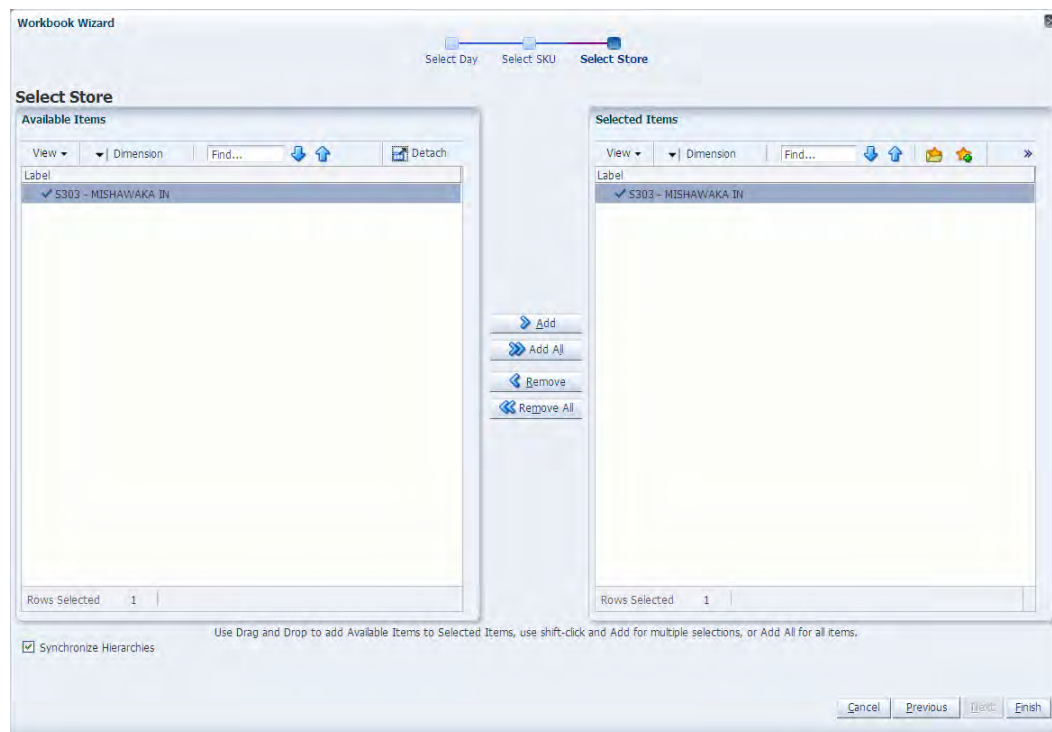 Workbook Wizard
Select Day Select SKU Select Store
Select Store
Available Items
View Dimension Find... Detach
Label
S303 - MISHAWAKA IN
Rows Selected 1
Add
Add All
Remove
Remove All
Selected Items
View Dimension Find... »
Label
S303 - MISHAWAKA IN
Rows Selected 1
Use Drag and Drop to add Available Items to Selected Items, use shift-click and Add for multiple selections, or Add All for all items.
Synchronize Hierarchies
Cancel Previous Next Finish